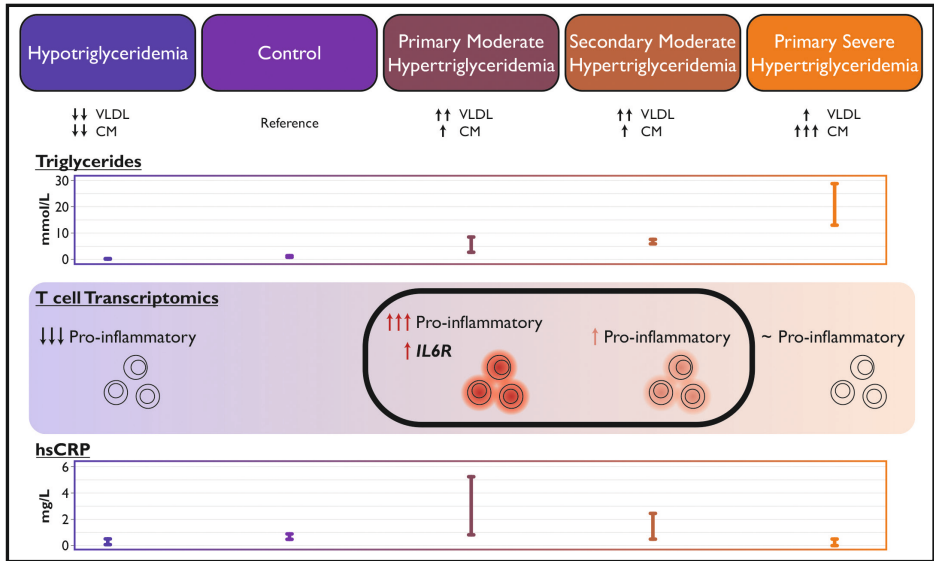 Hypotriglyceridemia
Control
Primary Moderate
Hypertriglyceridemia
Secondary Moderate
Hypertriglyceridemia
Primary Severe
Hypertriglyceridemia
↓↓ VLDL
↓↓ CM
Reference
↑↑ VLDL
↑ CM
↑↑ VLDL
↑ CM
↑ VLDL
↑↑↑ CM
Triglycerides
mmol/L
30
20
10
0
T cell Transcriptomics
↓↓↓ Pro-inflammatory
↑↑↑ Pro-inflammatory
↑ IL6R
↑ Pro-inflammatory
~ Pro-inflammatory
hsCRP
mg/L
6
4
2
0